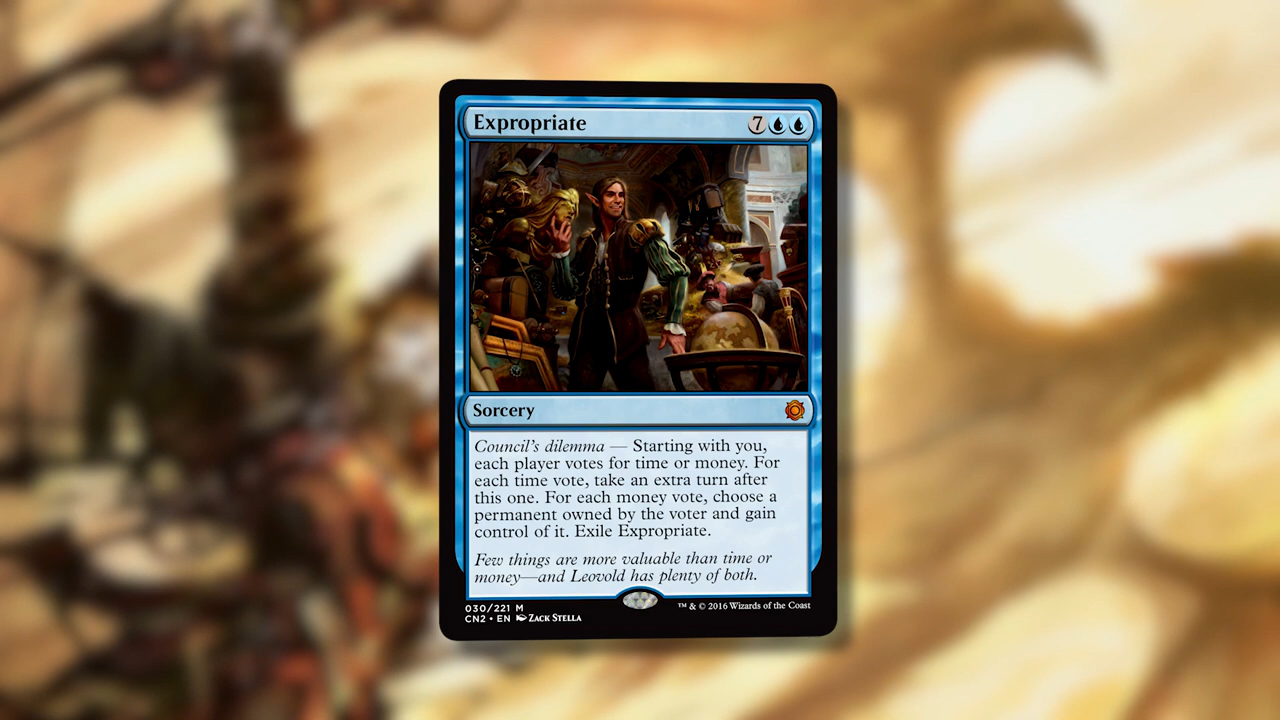 Expropriate 7
Sorcery
Council's dilemma — Starting with you,
each player votes for time or money. For
each time vote, take an extra turn after
this one. For each money vote, choose a
permanent owned by the voter and gain
control of it. Exile Expropriate.
Few things are more valuable than time or
money—and Leovold has plenty of both.
030/221 M
™ & © 2016 Wizards of the Coast
CN2 • EN Zack Stella